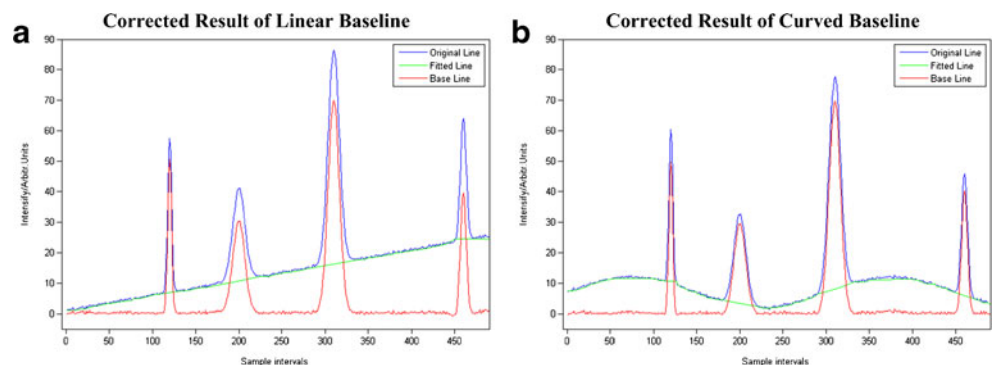 Corrected Result of Linear Baseline
a
90
80
70
60
50
40
30
20
10
0
Intensify/Arbitr.Units
Original Line
Fitted Line
Base Line
0 50 100 150 200 250 300 350 400 450
Sample intervals
Corrected Result of Curved Baseline
b
90
80
70
60
50
40
30
20
10
0
Intensify/Arbitr.Units
Original Line
Fitted Line
Base Line
0 50 100 150 200 250 300 350 400 450
Sample intervals